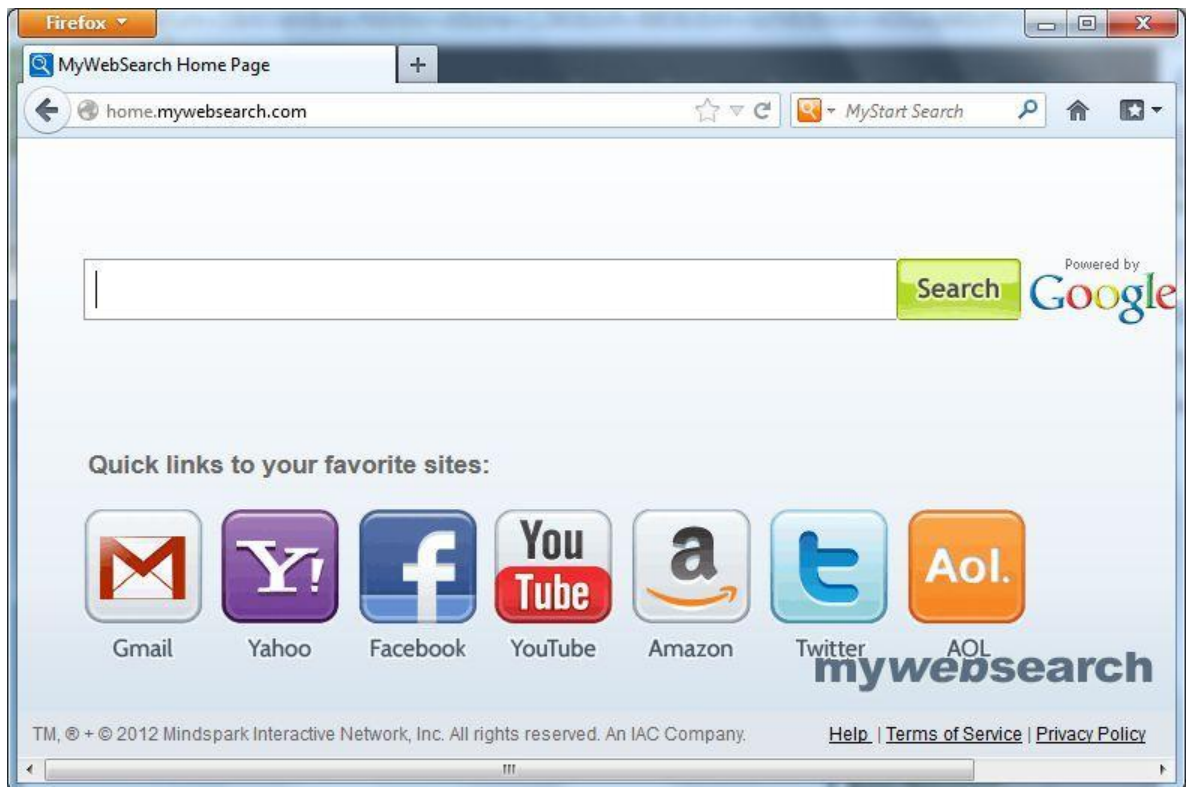 Firefox
MyWebSearch Home Page
home.mywebsearch.com
MyStart Search
Search
Powered by
Google
Quick links to your favorite sites:
Y!
f
You
Tube
a
t
Aol.
Gmail Yahoo Facebook YouTube Amazon Twitter AOL
mywebsearch
TM, ® + © 2012 Mindspark Interactive Network, Inc. All rights reserved. An IAC Company. Help | Terms of Service | Privacy Policy